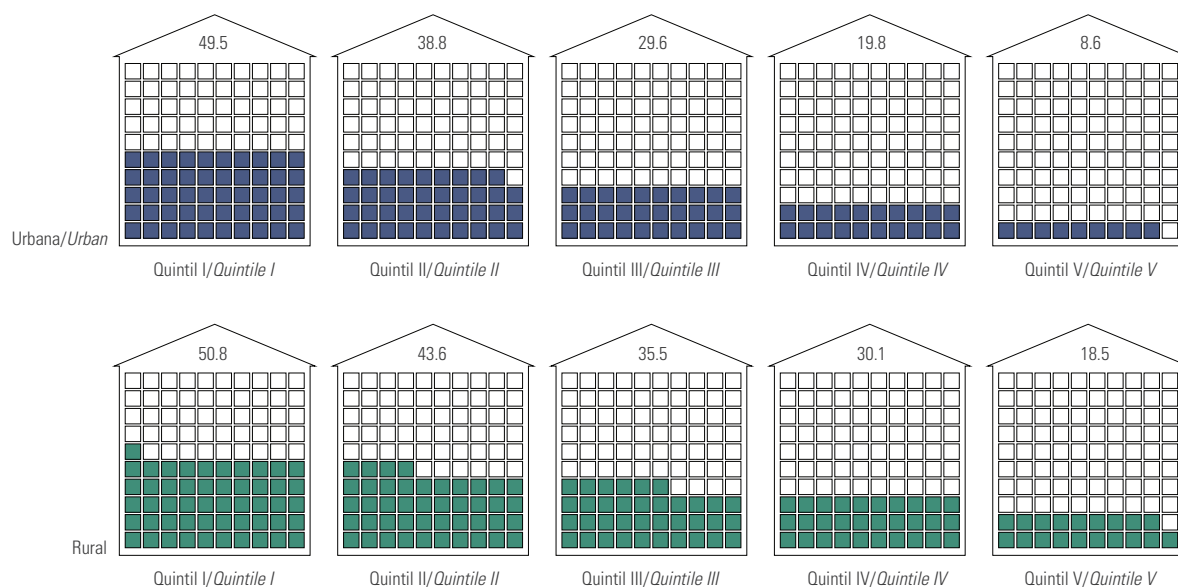 49.5 38.8 29.6 19.8 8.6
Urbana/Urban
Quintil I/Quintile I Quintil II/Quintile II Quintil III/Quintile III Quintil IV/Quintile IV Quintil V/Quintile V
50.8 43.6 35.5 30.1 18.5
Rural
Quintil I/Quintile I Quintil II/Quintile II Quintil III/Quintile III Quintil IV/Quintile IV Quintil V/Quintile V